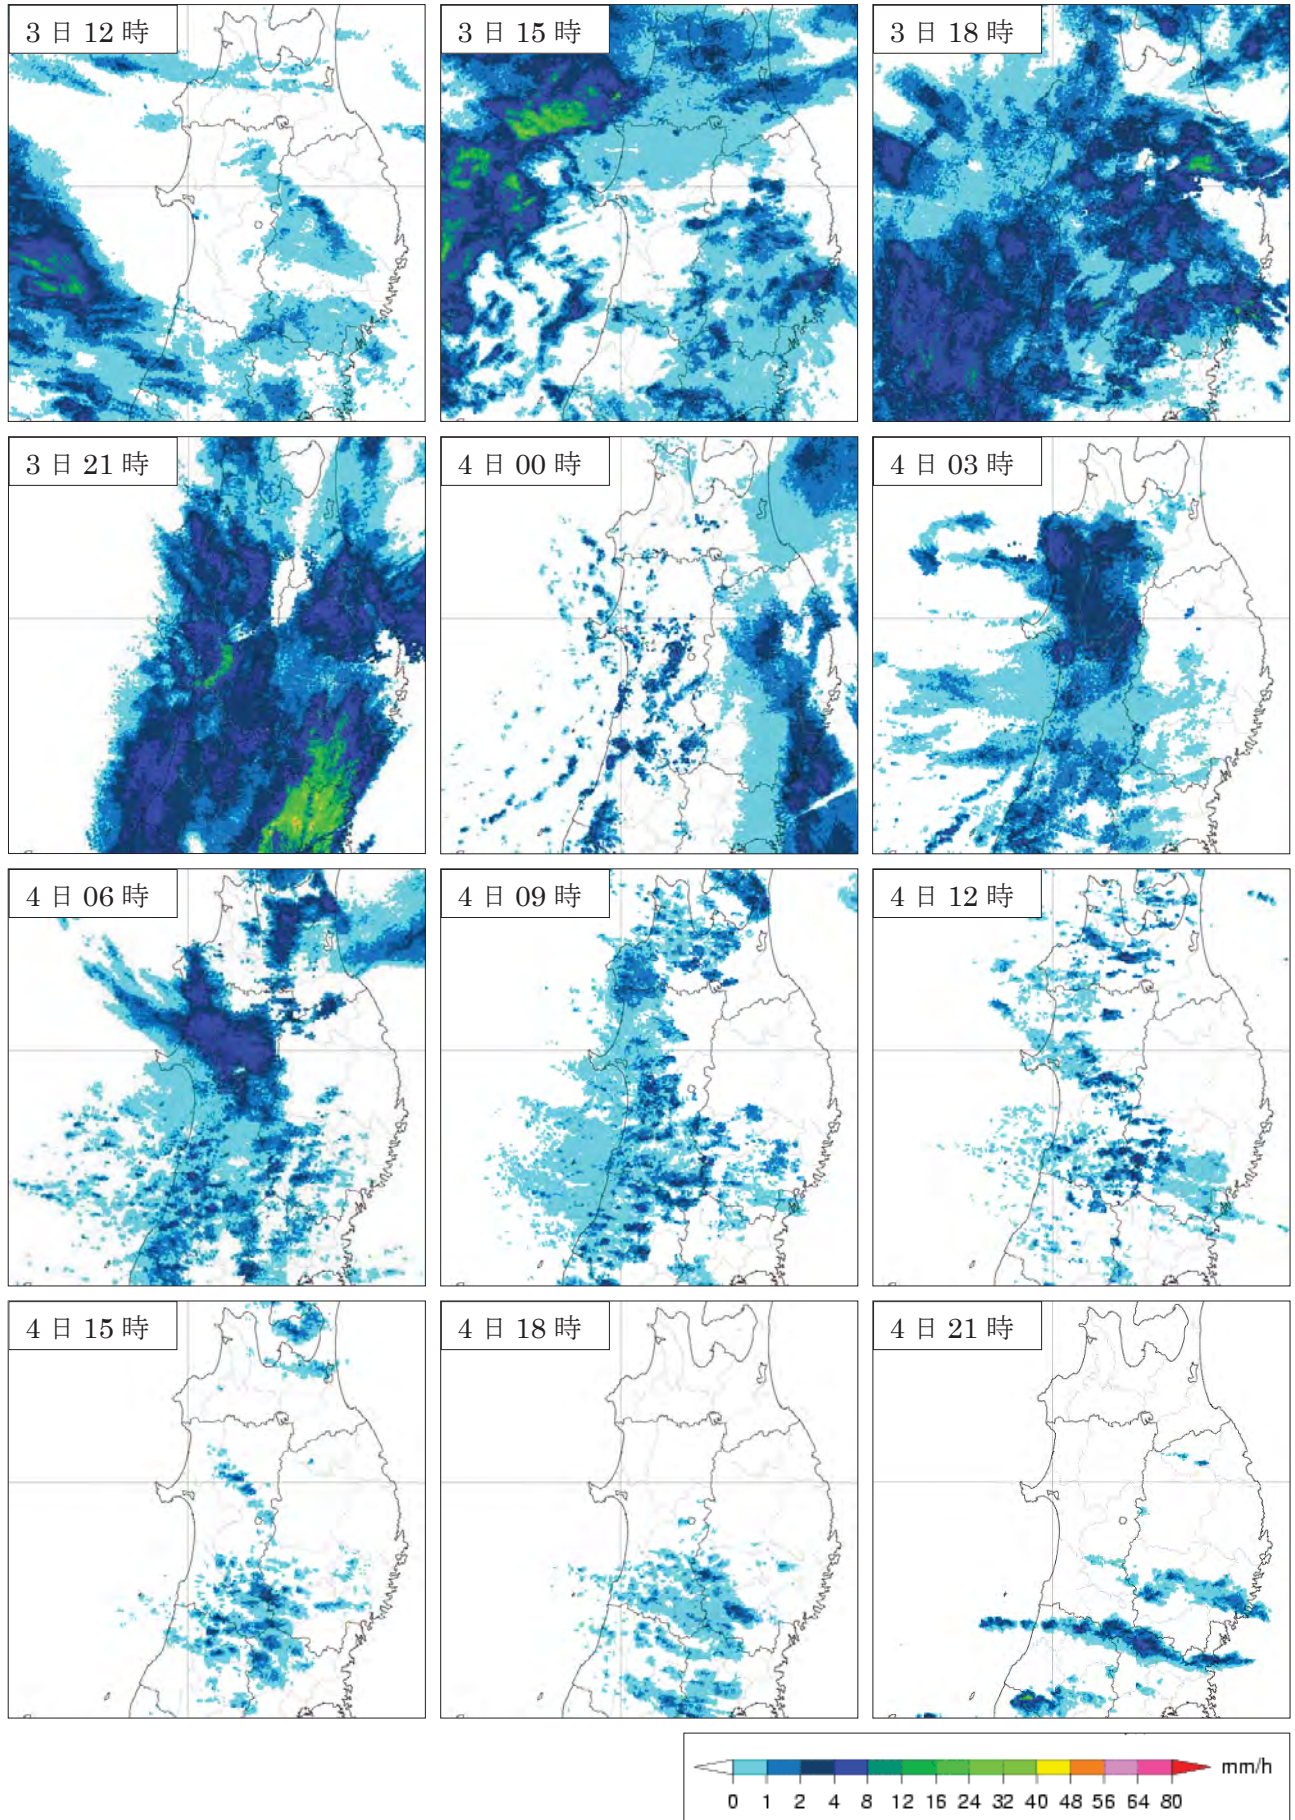 3 日 12 時
3 日 15 時
3 日 18 時
3 日 21 時
4 日 00 時
4 日 03 時
4 日 06 時
4 日 09 時
4 日 12 時
4 日 15 時
4 日 18 時
4 日 21 時
mm/h
0 1 2 4 8 12 16 24 32 40 48 56 64 80